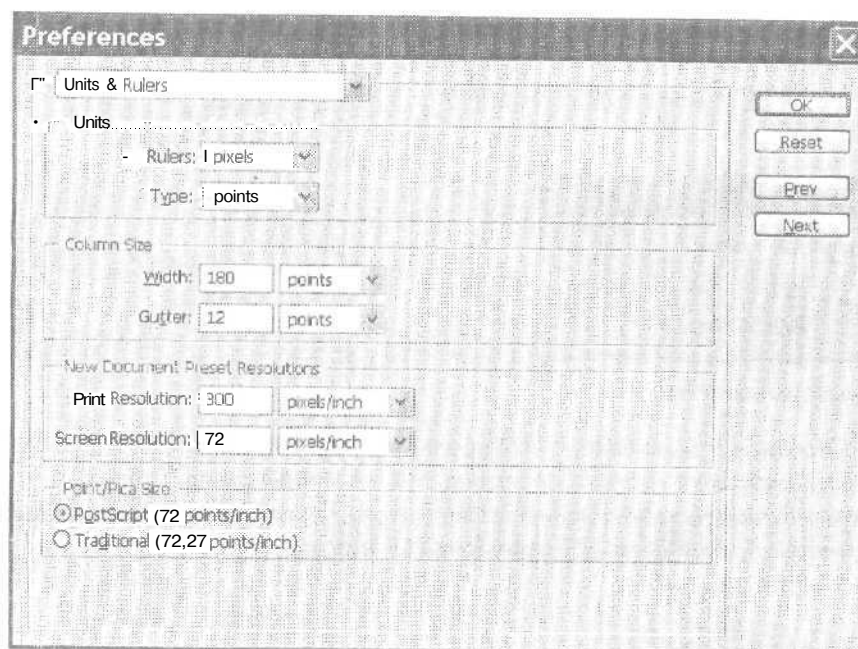 Preferences
Units & Rulers
Units
Rulers: pixels
Type: points
Column Size
Width: 180 points
Gutter: 12 points
New Document Preset Resolutions
Print Resolution: 300 pixels/inch
Screen Resolution: 72 pixels/inch
Point/Pica Size
PostScript (72 points/inch)
Traditional (72,27 points/inch)
OK
Reset
Prev
Next